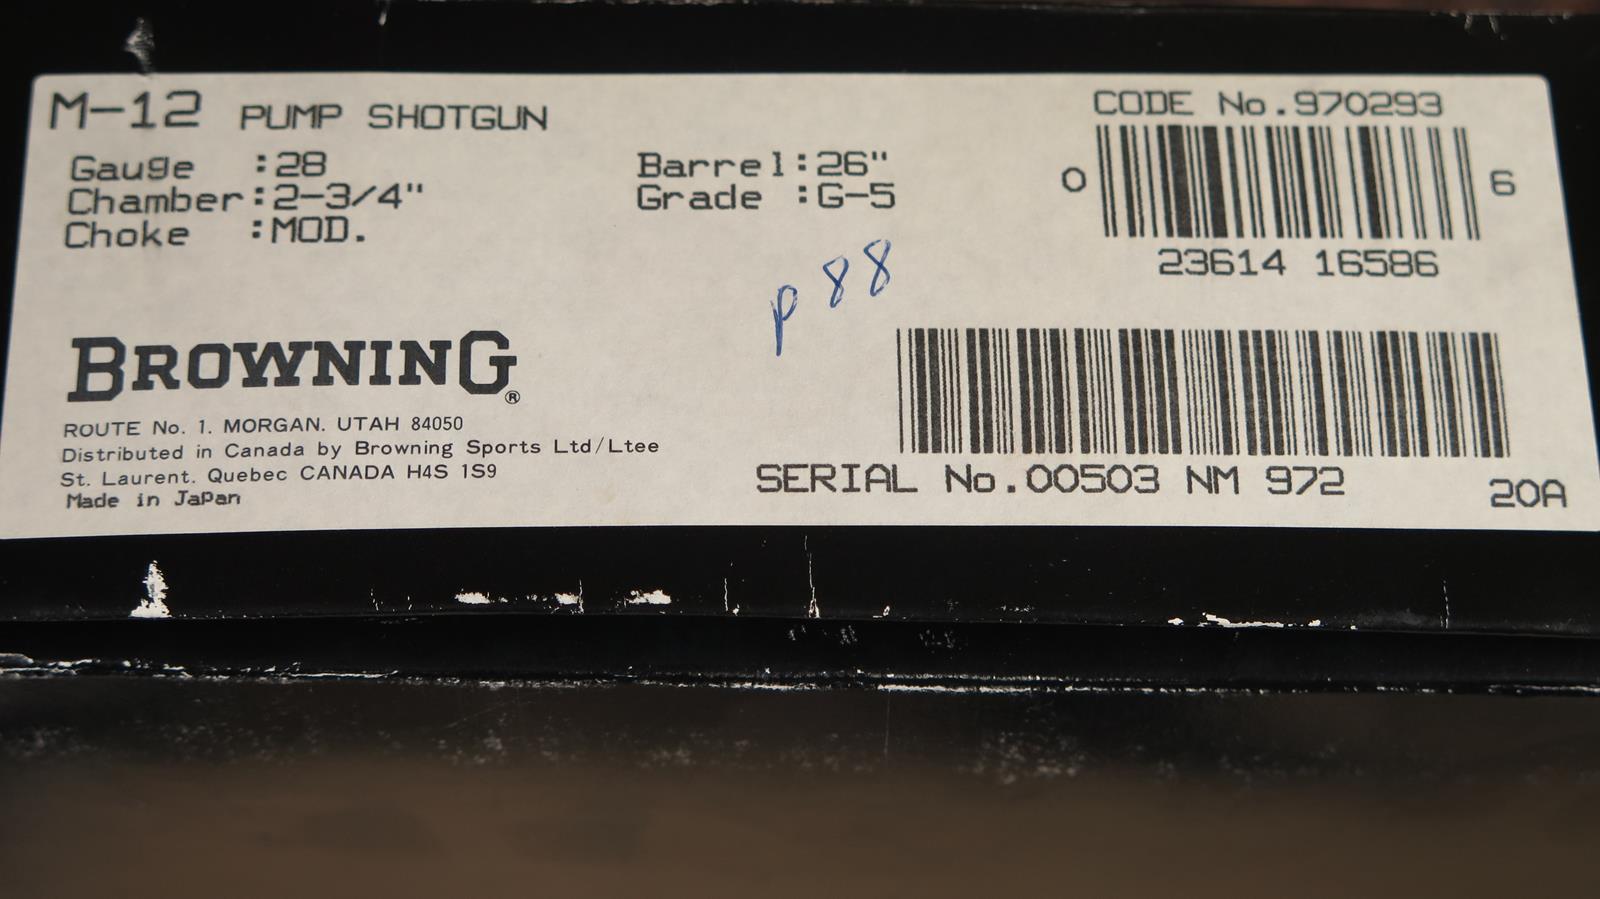 M-12 PUMP SHOTGUN
Gauge :28
Chamber:2-3/4"
Choke :MOD.
Barrel:26"
Grade :G-5
CODE No.970293
0 6
23614 16586
p 88
BROWNING®
ROUTE No. 1. MORGAN. UTAH 84050
Distributed in Canada by Browning Sports Ltd/Ltee
St. Laurent. Quebec CANADA H4S 1S9
Made in Japan
SERIAL No.00503 NM 972
20A